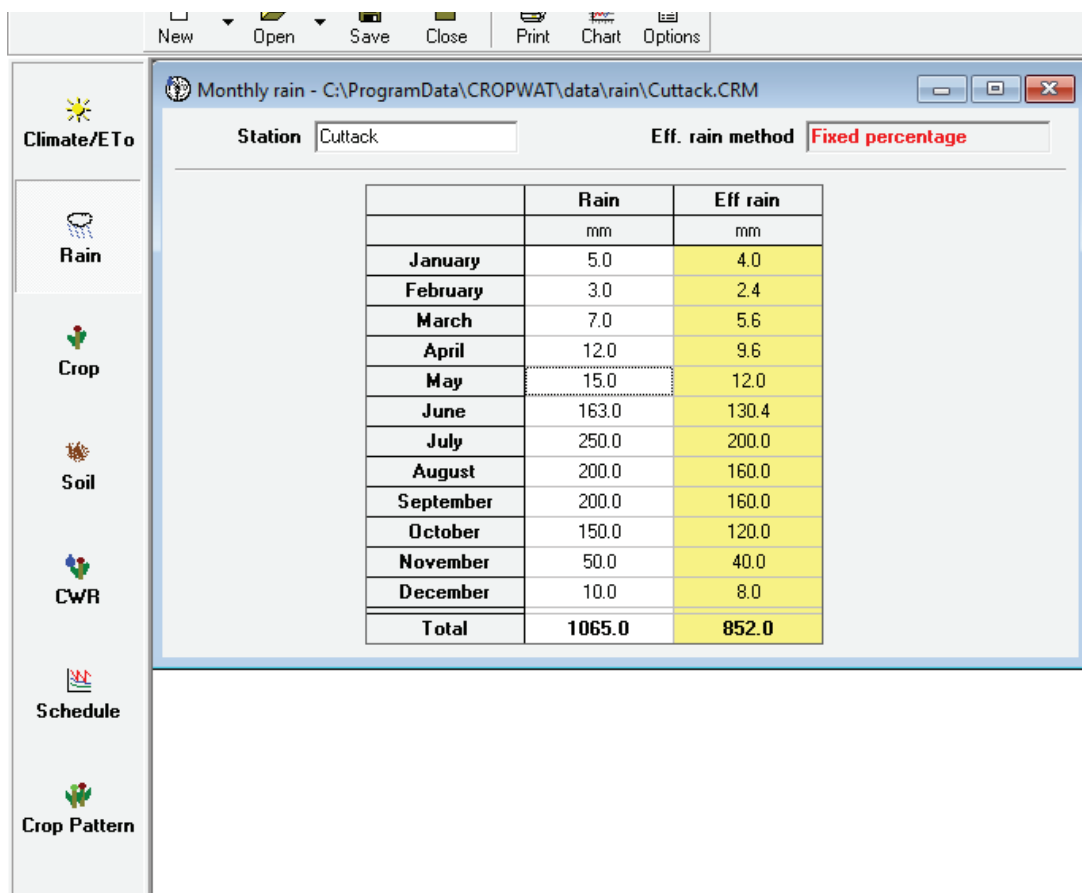 New Open Save Close Print Chart Options
Climate/ETo
Rain
Crop
Soil
CWR
Schedule
Crop Pattern
Monthly rain - C:\ProgramData\CROPWAT\data\rain\Cuttack.CRM
Station Cuttack Eff. rain method Fixed percentage
Rain Eff rain
mm mm
January 5.0 4.0
February 3.0 2.4
March 7.0 5.6
April 12.0 9.6
May 15.0 12.0
June 163.0 130.4
July 250.0 200.0
August 200.0 160.0
September 200.0 160.0
October 150.0 120.0
November 50.0 40.0
December 10.0 8.0
Total 1065.0 852.0